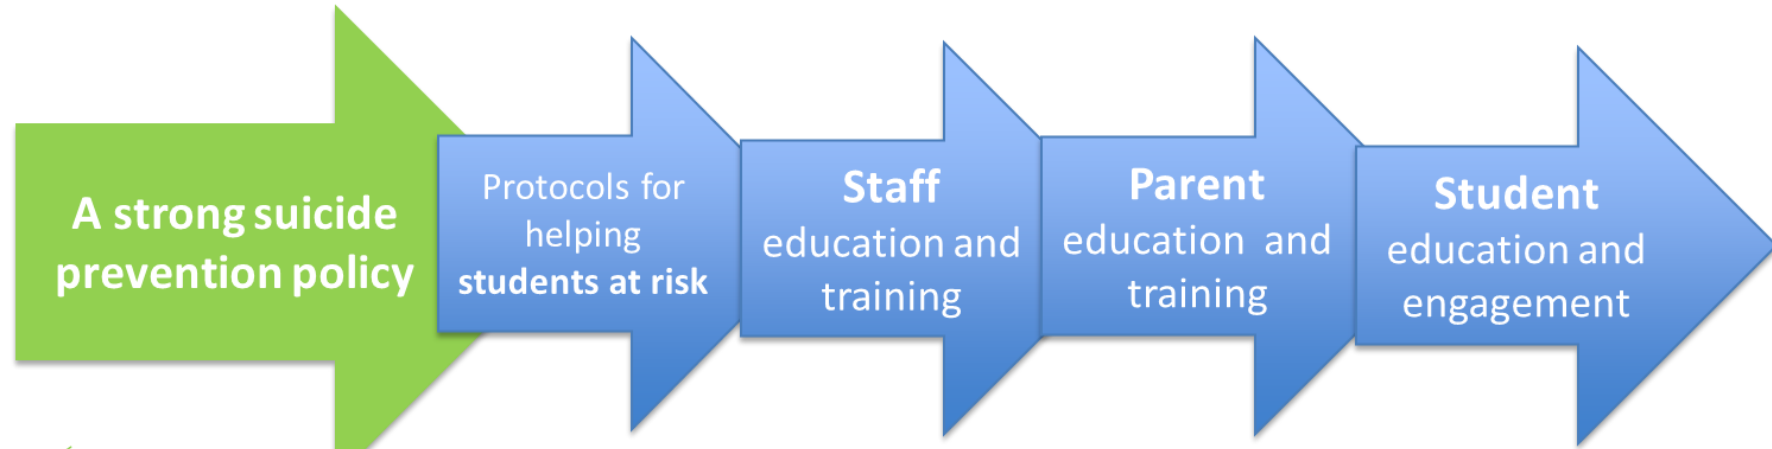 A strong suicide
prevention policy
Protocols for
helping
students at risk
Staff
education and
training
Parent
education and
training
Student
education and
engagement